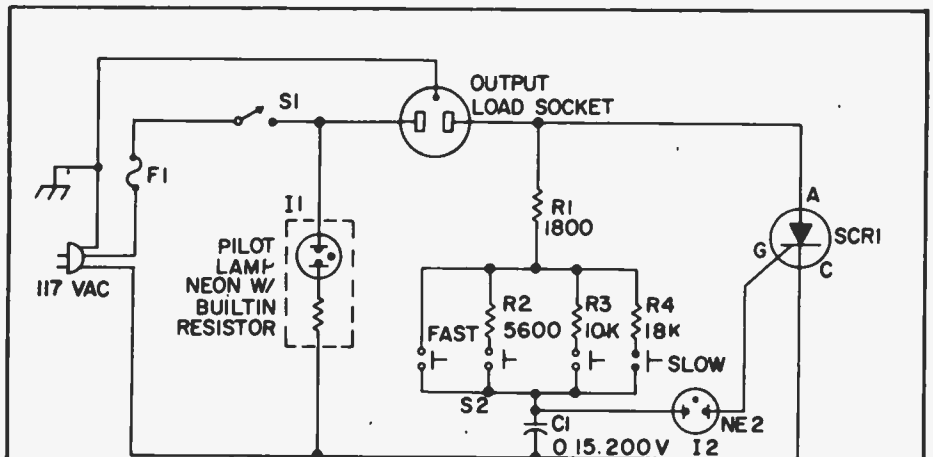 OUTPUT
LOAD SOCKET
S1
F1
I1
PILOT
LAMP
NEON W/
BUILTIN
RESISTOR
117 VAC
R1
1800
A
G
SCR1
C
R2
5600
R3
10K
R4
18K
FAST
SLOW
S2
C1
0 15.200V
NE2
I2